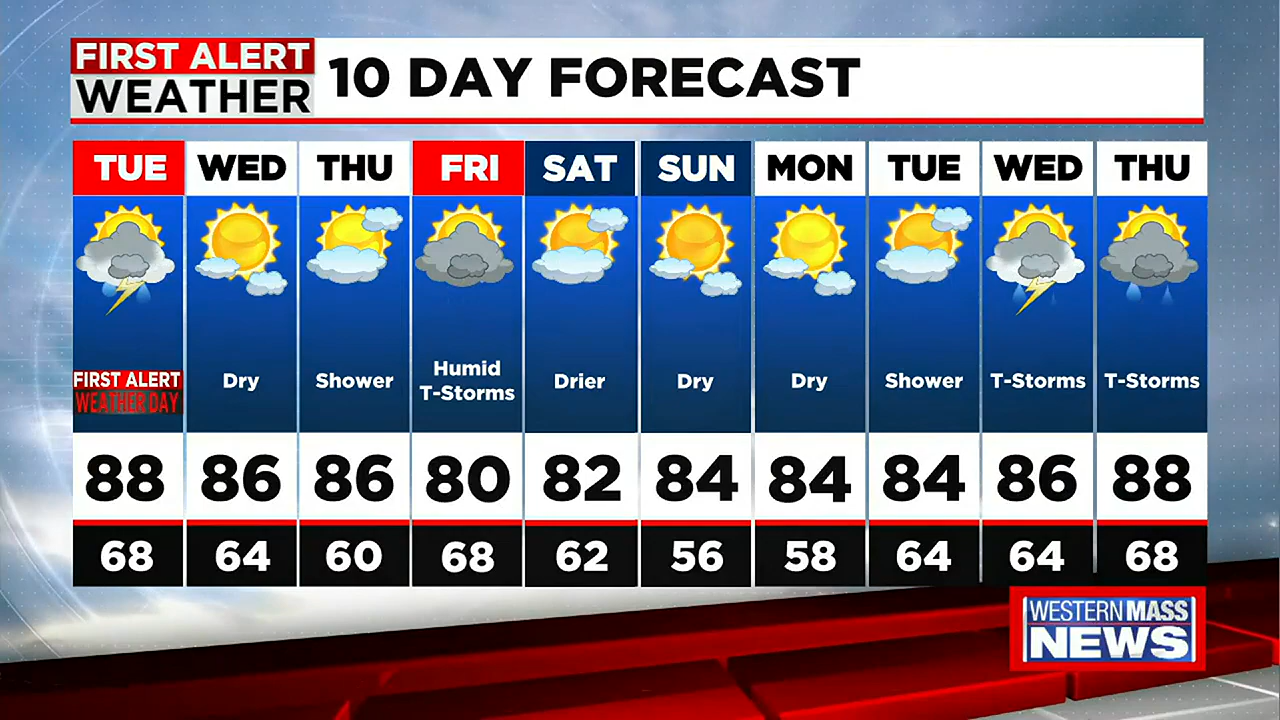 FIRST ALERT
WEATHER
10 DAY FORECAST
TUE WED THU FRI SAT SUN MON TUE WED THU
FIRST ALERT
WEATHER DAY
Dry
Shower
Humid
T-Storms
Drier
Dry
Dry
Shower
T-Storms
T-Storms
88 86 86 80 82 84 84 84 86 88
68 64 60 68 62 56 58 64 64 68
WESTERN MASS
NEWS